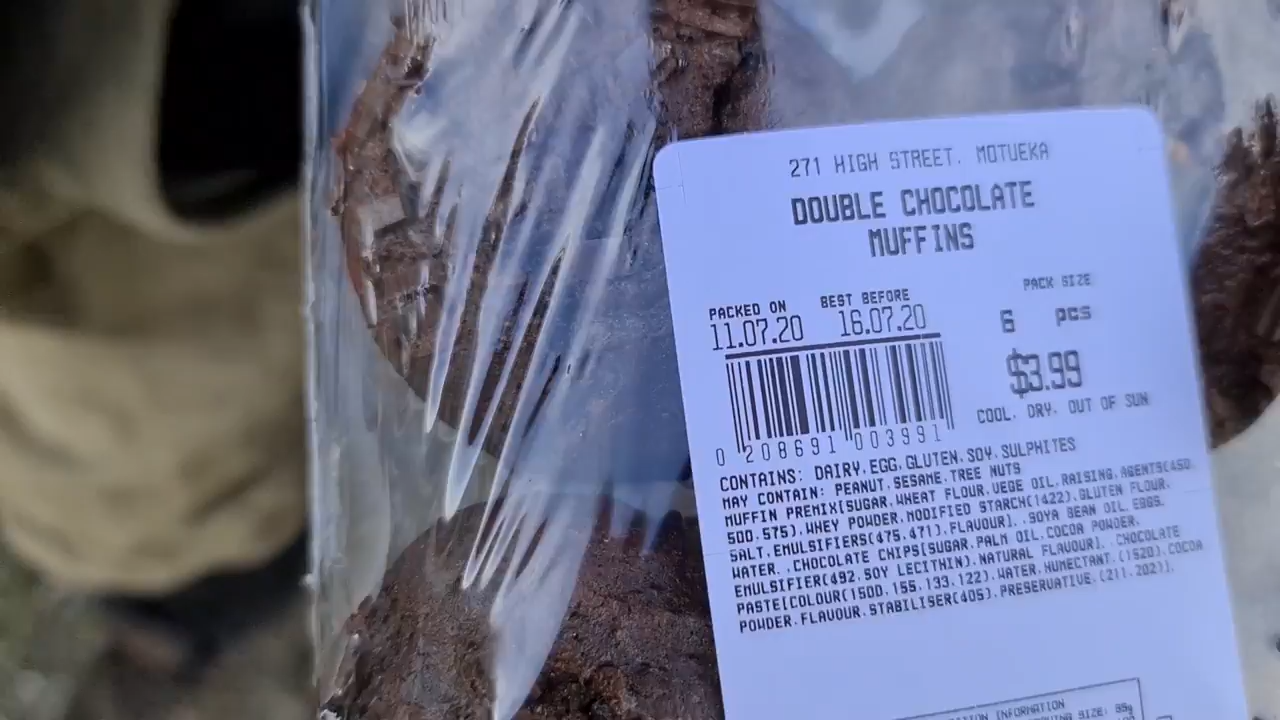 271 HIGH STREET. MOTUEKA
DOUBLE CHOCOLATE
MUFFINS
PACK SIZE
PACKED ON BEST BEFORE
11.07.20 16.07.20
6 pcs
$3.99
COOL. DRY. OUT OF SUN
0 208691 003991
CONTAINS: DAIRY.EGG.GLUTEN.SOY.SULPHITES
MAY CONTAIN: PEANUT.SESAME.TREE NUTS
MUFFIN PREMIX[SUGAR.WHEAT FLOUR.VEGE OIL.RAISING.AGENTS(450.
500.575).WHEY POWDER.MODIFIED STARCH(1422).GLUTEN FLOUR.
SALT.EMULSIFIERS(475.471).FLAVOUR]..SOYA BEAN OIL.EGGS.
WATER..CHOCOLATE CHIPS[SUGAR.PALM OIL.COCOA POWDER.
EMULSIFIER(492.SOY LECITHIN).NATURAL FLAVOUR]..CHOCOLATE
PASTE[COLOUR(150D.155.133.122).WATER.HUMECTANT.(1520).COCOA
POWDER.FLAVOUR.STABILISER(405).PRESERVATIVE.(211.202)].
INFORMATION
SIZE: 85g